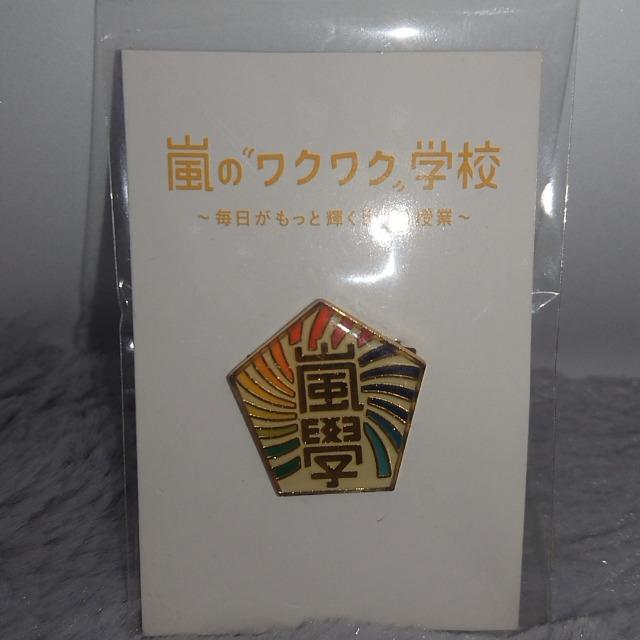 嵐の“ワクワク”学校
～毎日がもっと輝く 授業～
嵐
學